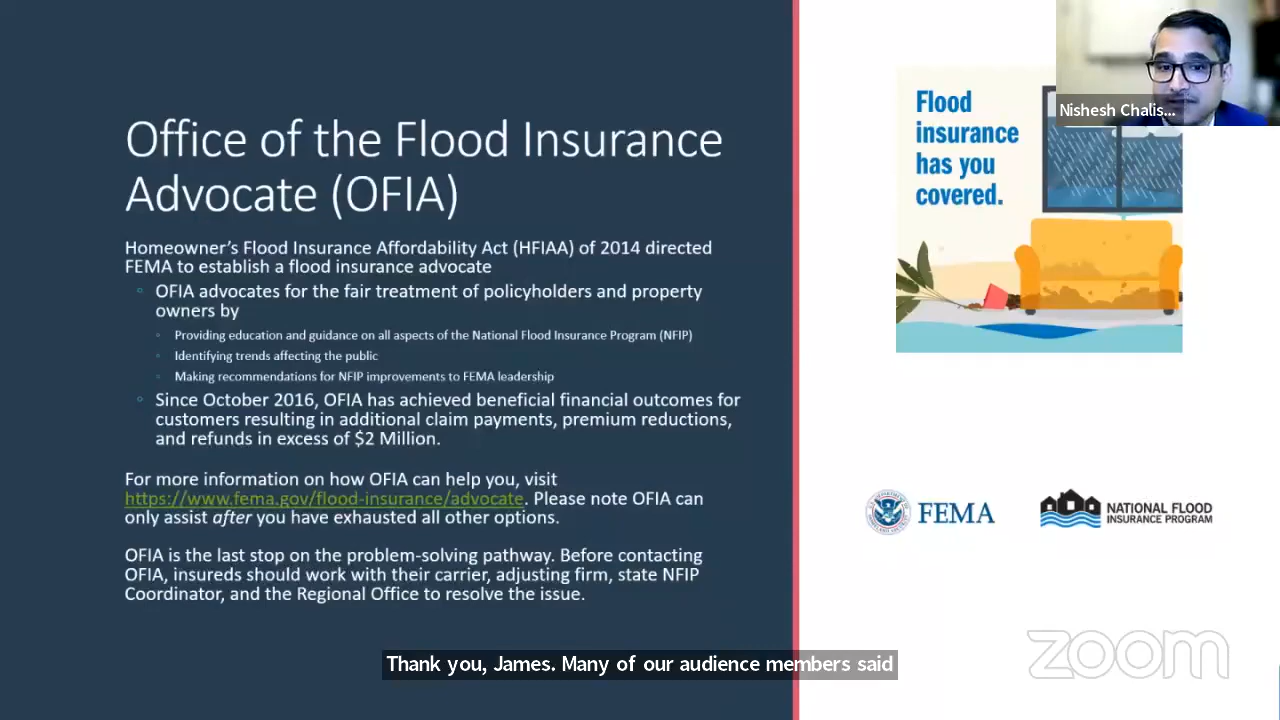 Office of the Flood Insurance
Advocate (OFIA)
Homeowner's Flood Insurance Affordability Act (HFIAA) of 2014 directed
FEMA to establish a flood insurance advocate
OFIA advocates for the fair treatment of policyholders and property
owners by
Providing education and guidance on all aspects of the National Flood Insurance Program (NFIP)
Identifying trends affecting the public
Making recommendations for NFIP improvements to FEMA leadership
Since October 2016, OFIA has achieved beneficial financial outcomes for
customers resulting in additional claim payments, premium reductions,
and refunds in excess of $2 Million.
For more information on how OFIA can help you, visit
https://www.fema.gov/flood-insurance/advocate. Please note OFIA can
only assist after you have exhausted all other options.
OFIA is the last stop on the problem-solving pathway. Before contacting
OFIA, insureds should work with their carrier, adjusting firm, state NFIP
Coordinator, and the Regional Office to resolve the issue.
Flood
insurance
has you
covered.
Nishesh Chalis...
FEMA
NATIONAL FLOOD
INSURANCE PROGRAM
zoom
Thank you, James. Many of our audience members said